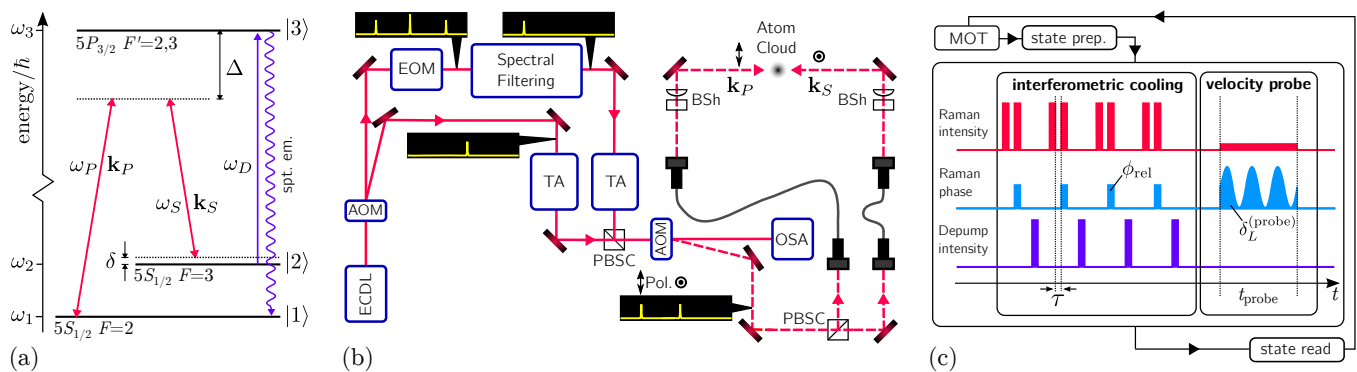 ω3
5P3/2 F'=2,3
|3⟩
Δ
energy/ħ
ωP kP
ωD
spt. em.
ωS kS
δ
ω2
|2⟩
5S1/2 F=3
ω1
|1⟩
5S1/2 F=2
(a)
EOM
Spectral
Filtering
Atom
Cloud
kP
kS
BSh
BSh
TA
TA
AOM
AOM
OSA
PBSC
ECDL
Pol.
PBSC
(b)
MOT
state prep.
interferometric cooling
velocity probe
Raman
intensity
Raman
phase
ϕrel
δL(probe)
Depump
intensity
τ
tprobe
t
state read
(c)